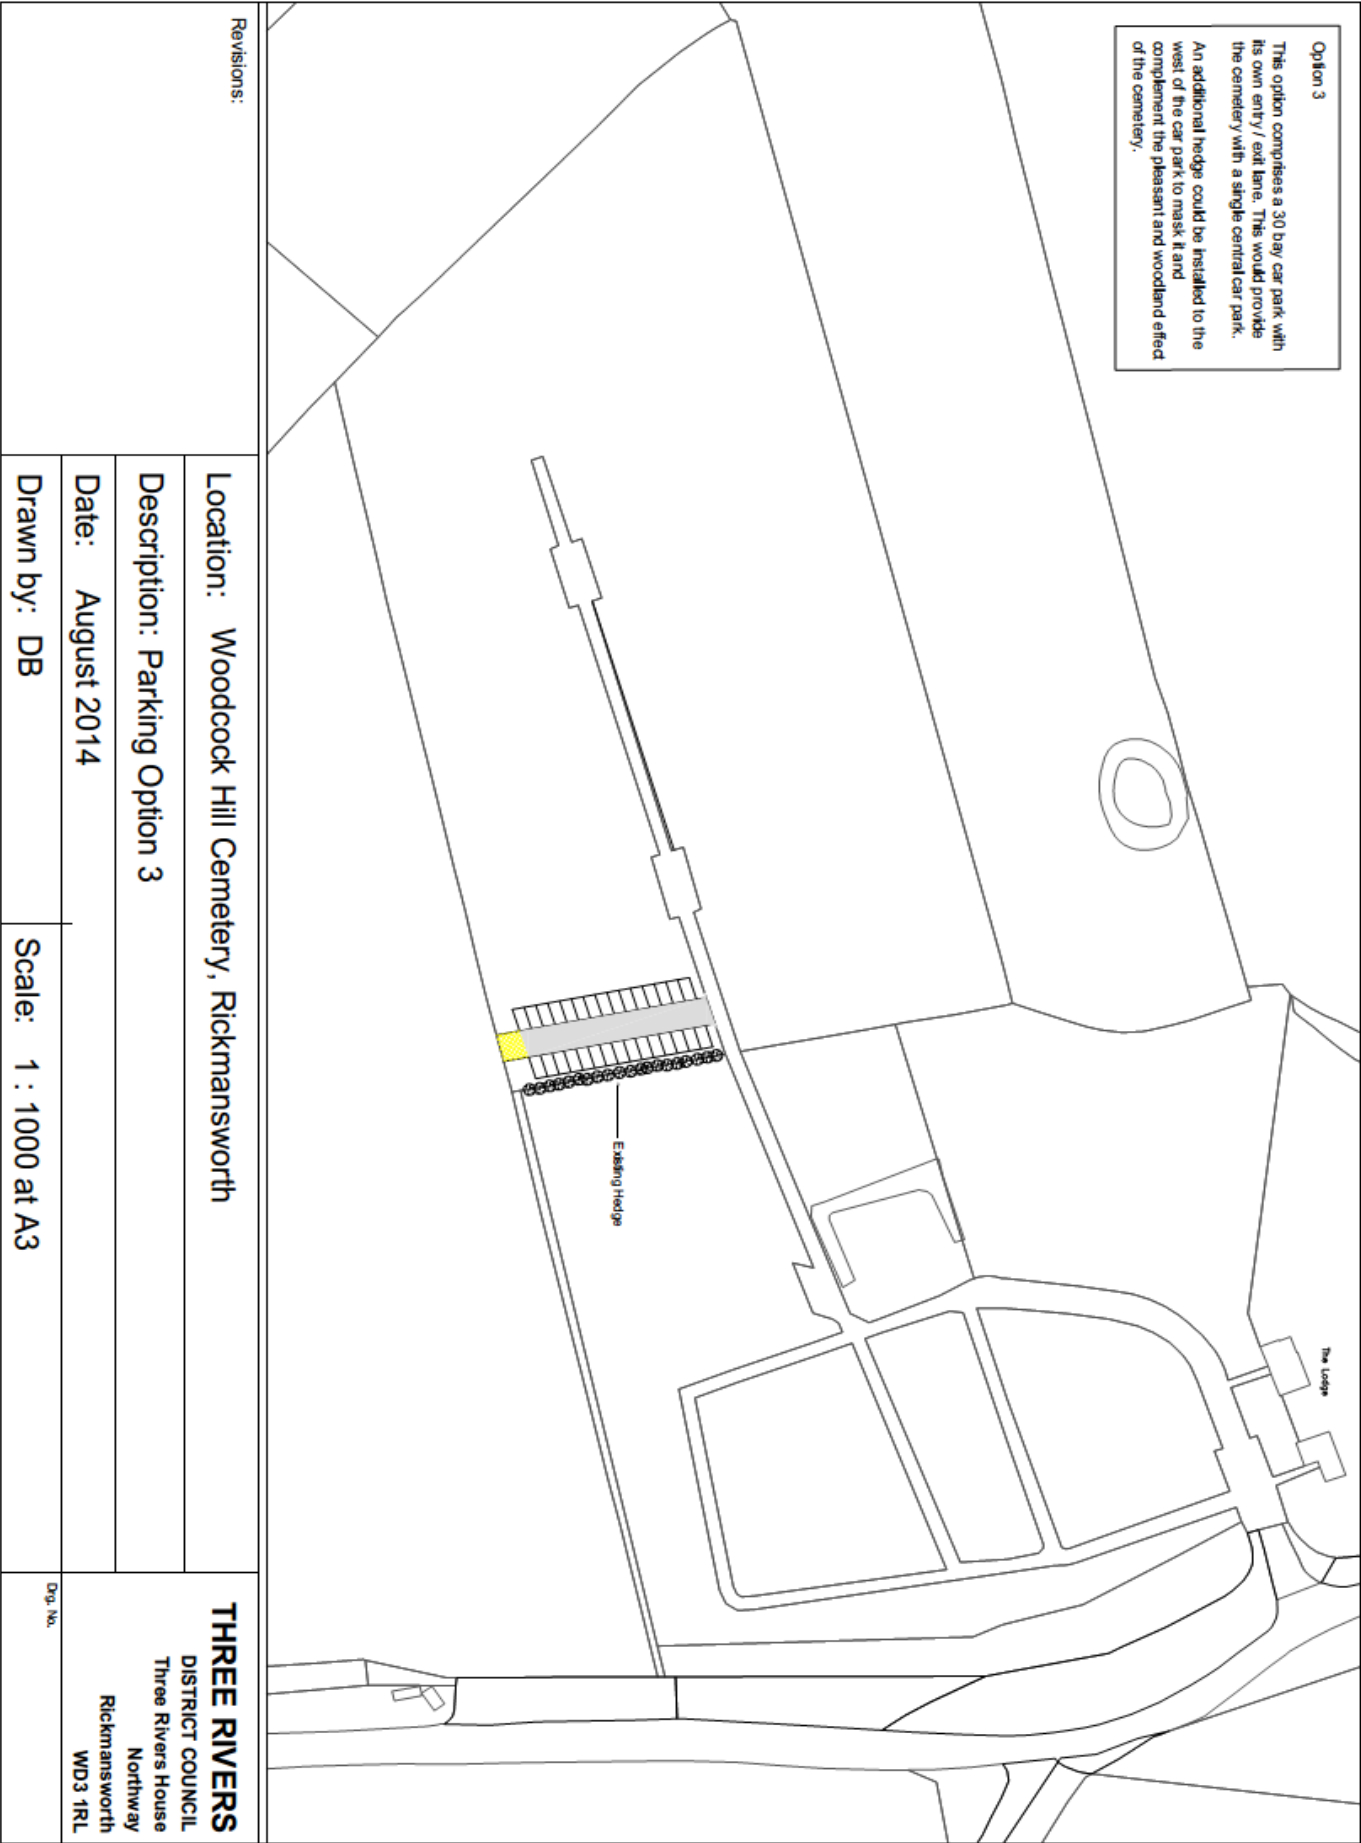 Option 3
This option comprises a 30 bay car park with
its own entry / exit lane. This would provide
the cemetery with a single central car park.
An additional hedge could be installed to the
west of the car park to mask it and
complement the pleasant and woodland effect
of the cemetery.
The Lodge
Existing Hedge
Revisions:
Location: Woodcock Hill Cemetery, Rickmansworth
Description: Parking Option 3
Date: August 2014
Drawn by: DB
Scale: 1 : 1000 at A3
THREE RIVERS
DISTRICT COUNCIL
Three Rivers House
Northway
Rickmansworth
WD3 1RL
Drg. No.